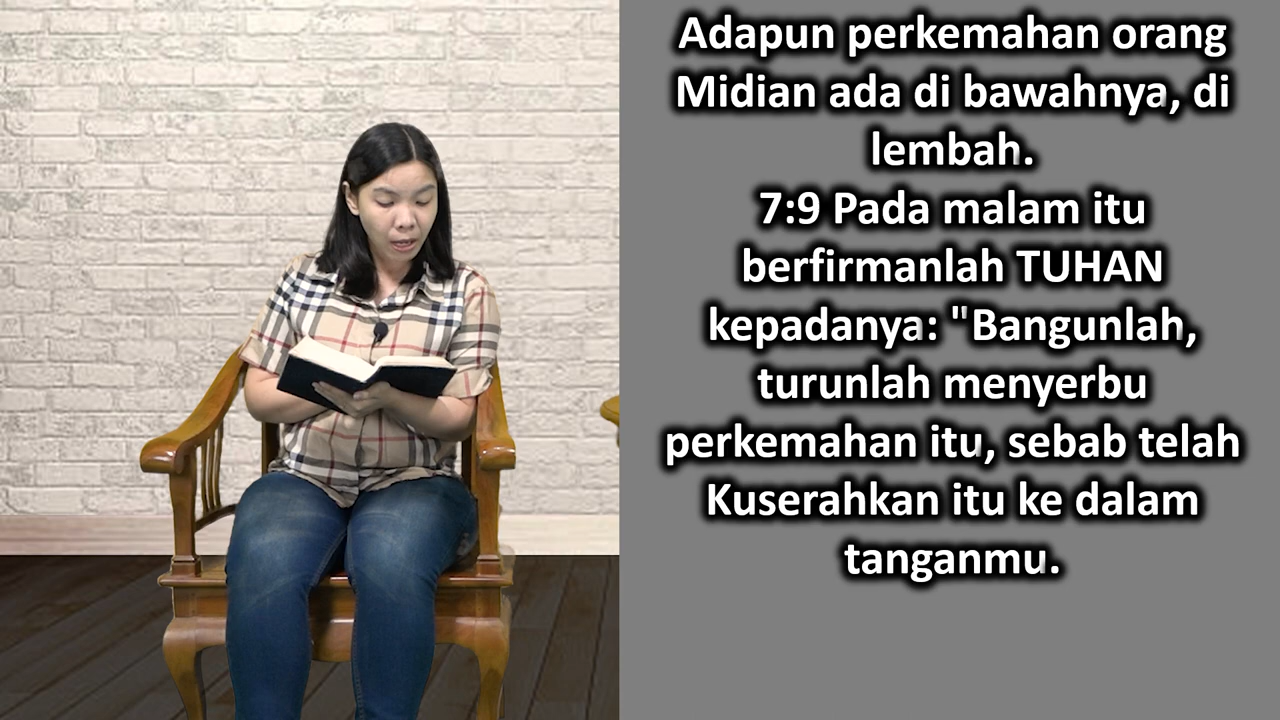 Adapun perkemahan orang
Midian ada di bawahnya, di
lembah.
7:9 Pada malam itu
berfirmanlah TUHAN
kepadanya: "Bangunlah,
turunlah menyerbu
perkemahan itu, sebab telah
Kuserahkan itu ke dalam
tanganmu.